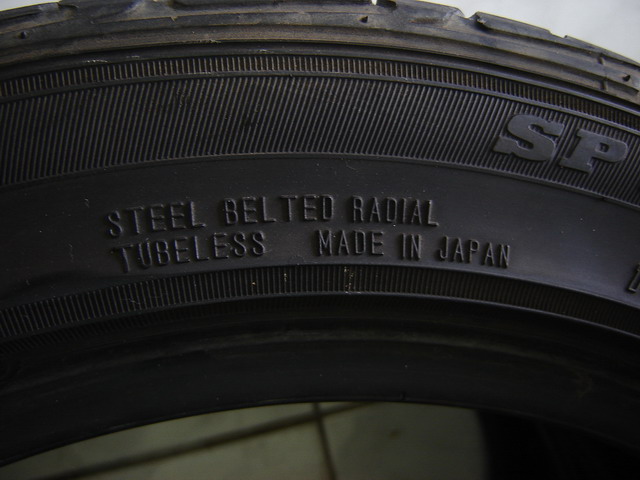 SP
STEEL BELTED RADIAL
TUBELESS MADE IN JAPAN